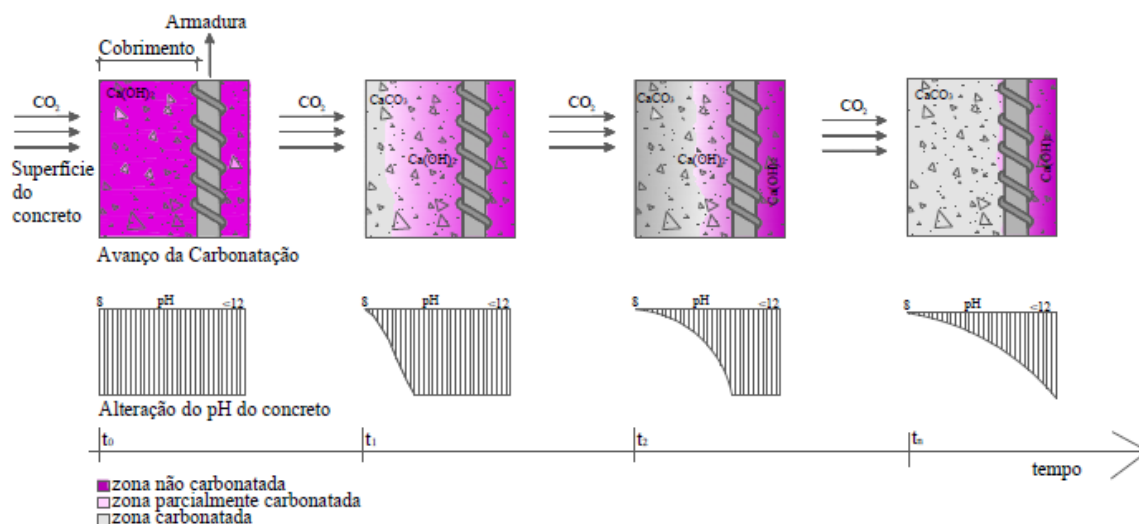 Armadura
Cobrimento
CO₂
Superfície
do
concreto
Ca(OH)₂
CO₂
CaCO₃
Ca(OH)₂
CO₂
CaCO₃
Ca(OH)₂
Ca(OH)₂
CO₂
CaCO₃
Ca(OH)₂
Avanço da Carbonatação
8 pH <12
8 pH <12
8 pH <12
8 pH <12
Alteração do pH do concreto
t₀
t₁
t₂
tₙ
tempo
zona não carbonatada
zona parcialmente carbonatada
zona carbonatada